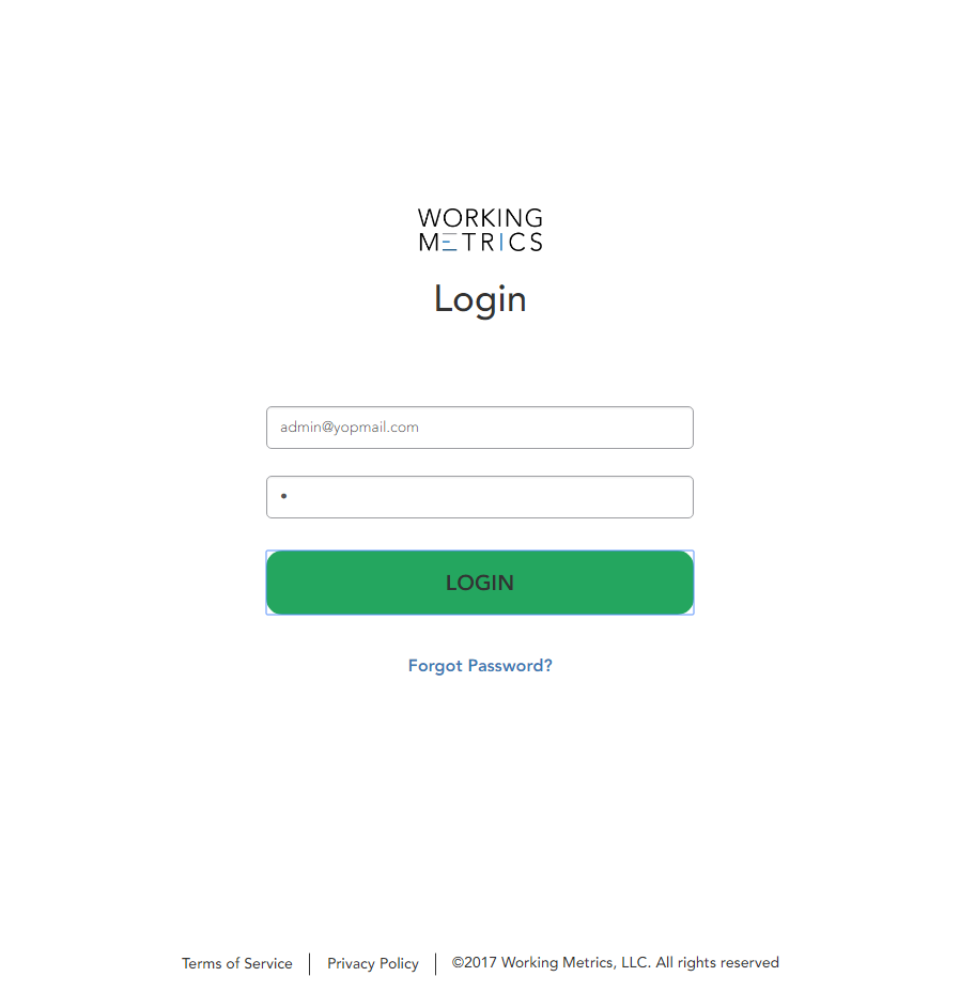 WORKING
METRICS
Login
admin@yopmail.com
•
LOGIN
Forgot Password?
Terms of Service | Privacy Policy | ©2017 Working Metrics, LLC. All rights reserved